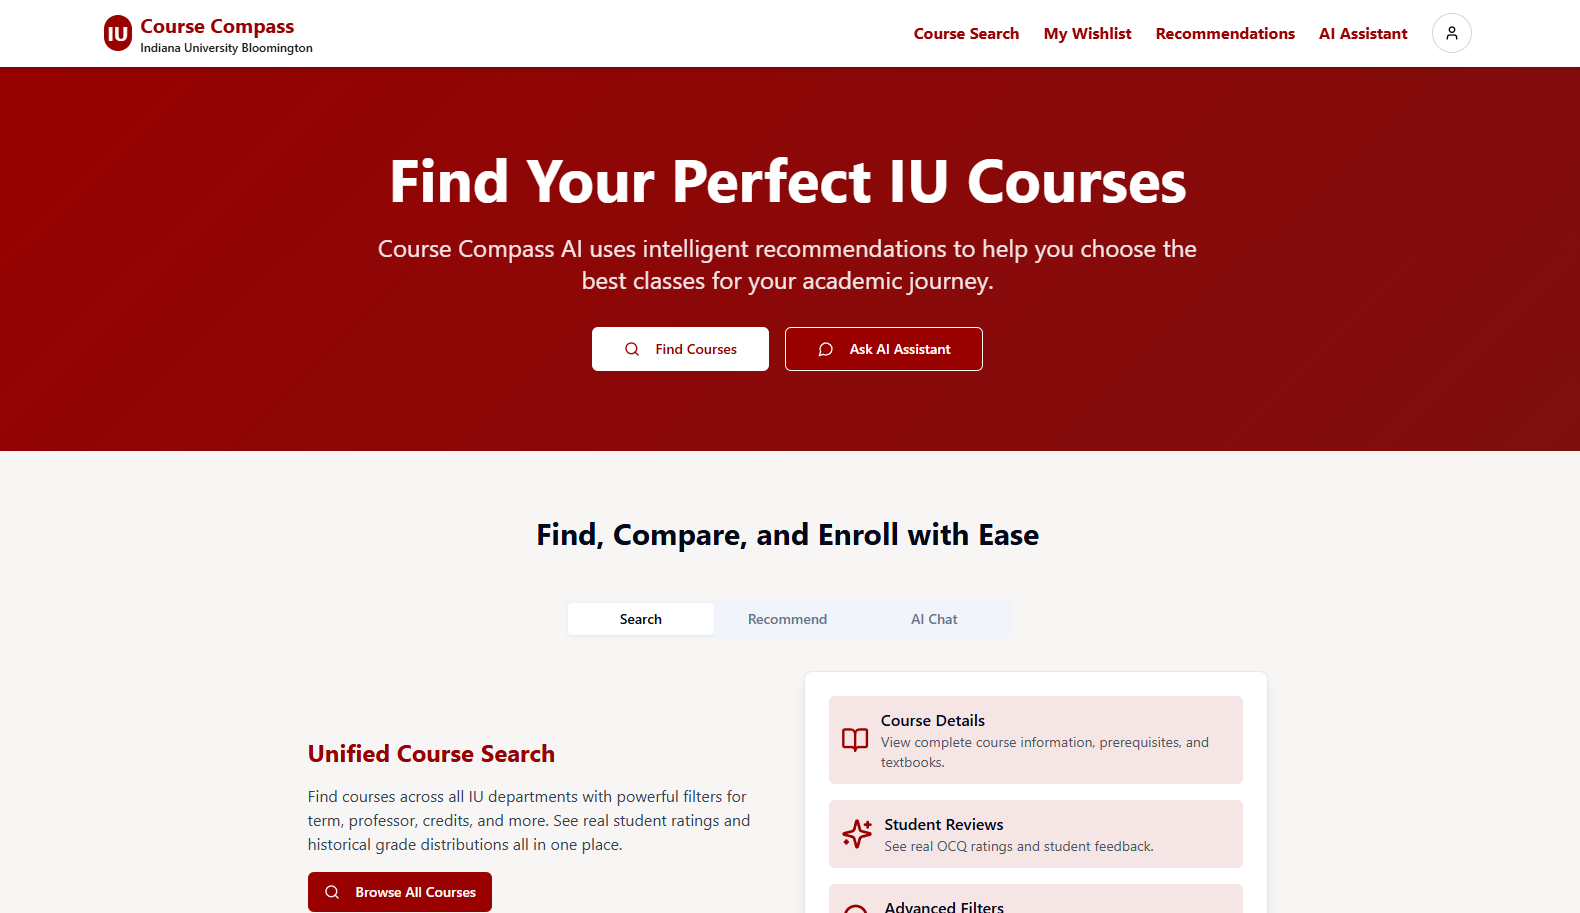 IU
Course Compass
Indiana University Bloomington
Course Search
My Wishlist
Recommendations
AI Assistant
Find Your Perfect IU Courses
Course Compass AI uses intelligent recommendations to help you choose the
best classes for your academic journey.
Find Courses
Ask AI Assistant
Find, Compare, and Enroll with Ease
Search
Recommend
AI Chat
Unified Course Search
Find courses across all IU departments with powerful filters for
term, professor, credits, and more. See real student ratings and
historical grade distributions all in one place.
Browse All Courses
Course Details
View complete course information, prerequisites, and
textbooks.
Student Reviews
See real OCQ ratings and student feedback.
Advanced Filters